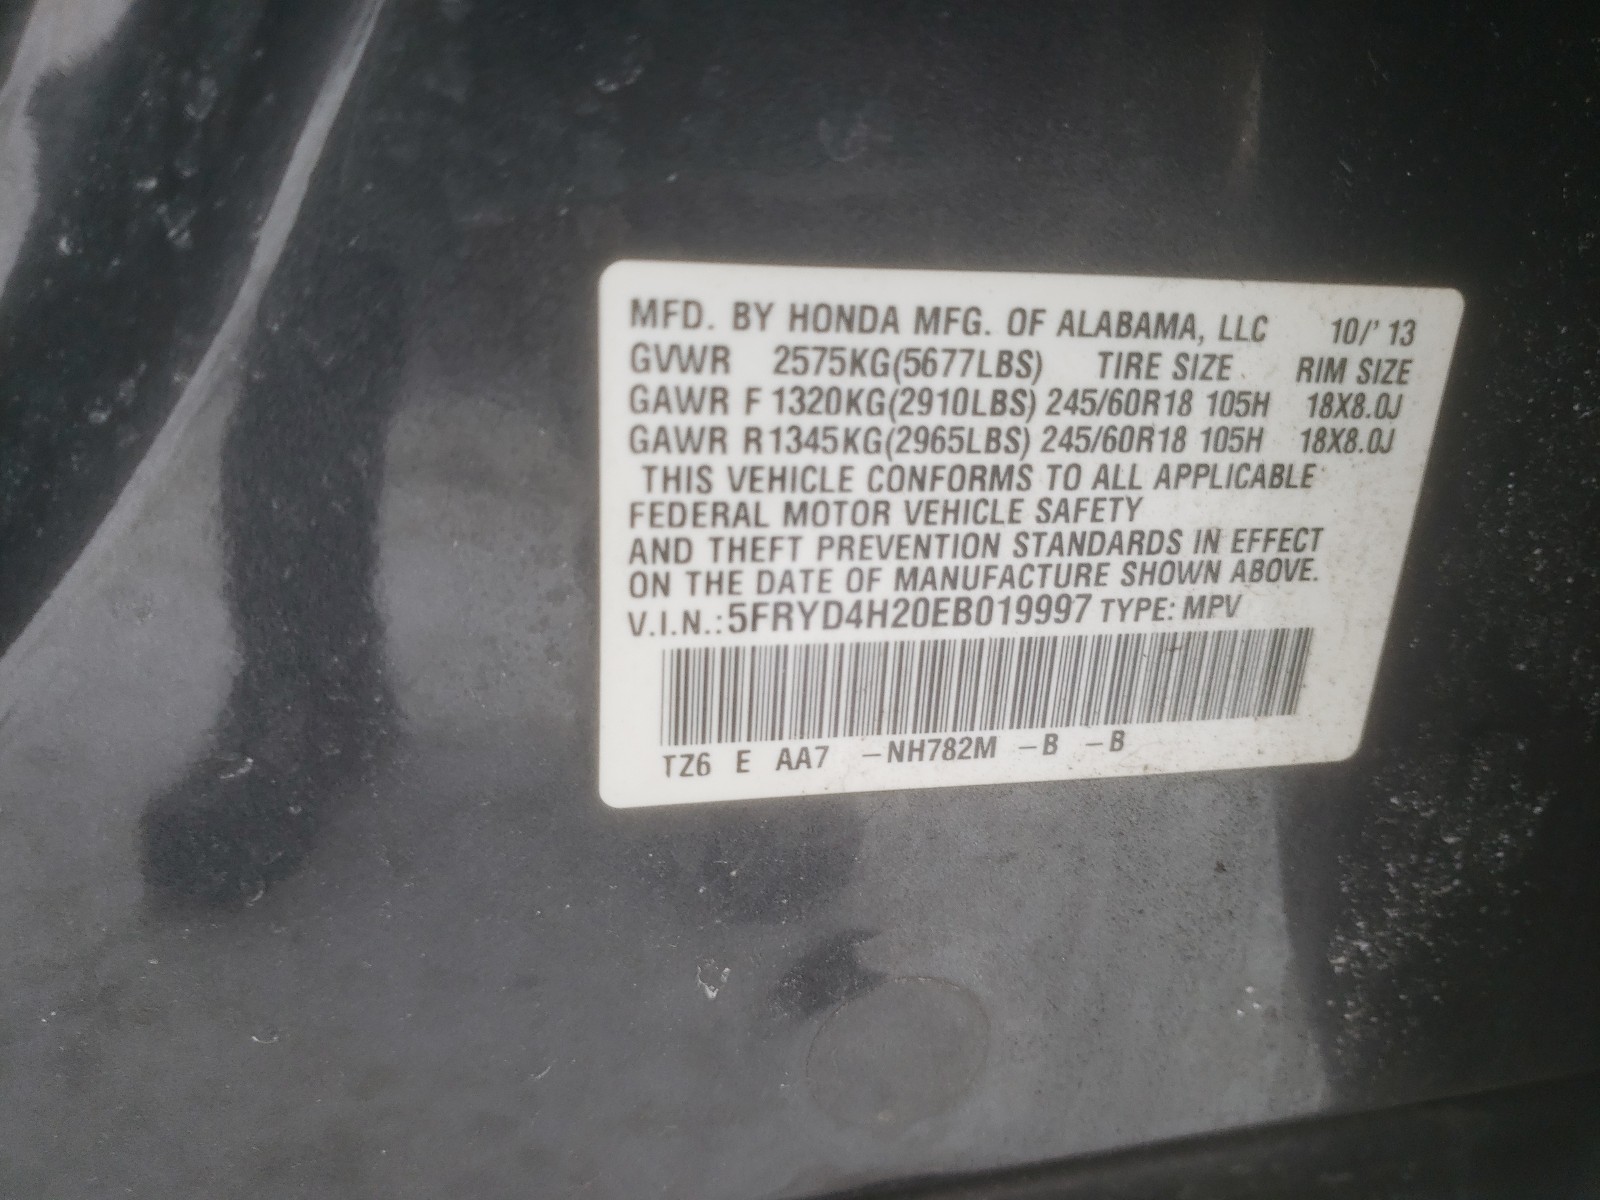 MFD. BY HONDA MFG. OF ALABAMA, LLC 10/' 13
GVWR 2575KG(5677LBS) TIRE SIZE RIM SIZE
GAWR F 1320KG(2910LBS) 245/60R18 105H 18X8.0J
GAWR R1345KG(2965LBS) 245/60R18 105H 18X8.0J
THIS VEHICLE CONFORMS TO ALL APPLICABLE
FEDERAL MOTOR VEHICLE SAFETY
AND THEFT PREVENTION STANDARDS IN EFFECT
ON THE DATE OF MANUFACTURE SHOWN ABOVE.
V.I.N.:5FRYD4H20EB019997 TYPE: MPV
TZ6 E AA7 -NH782M -B -B